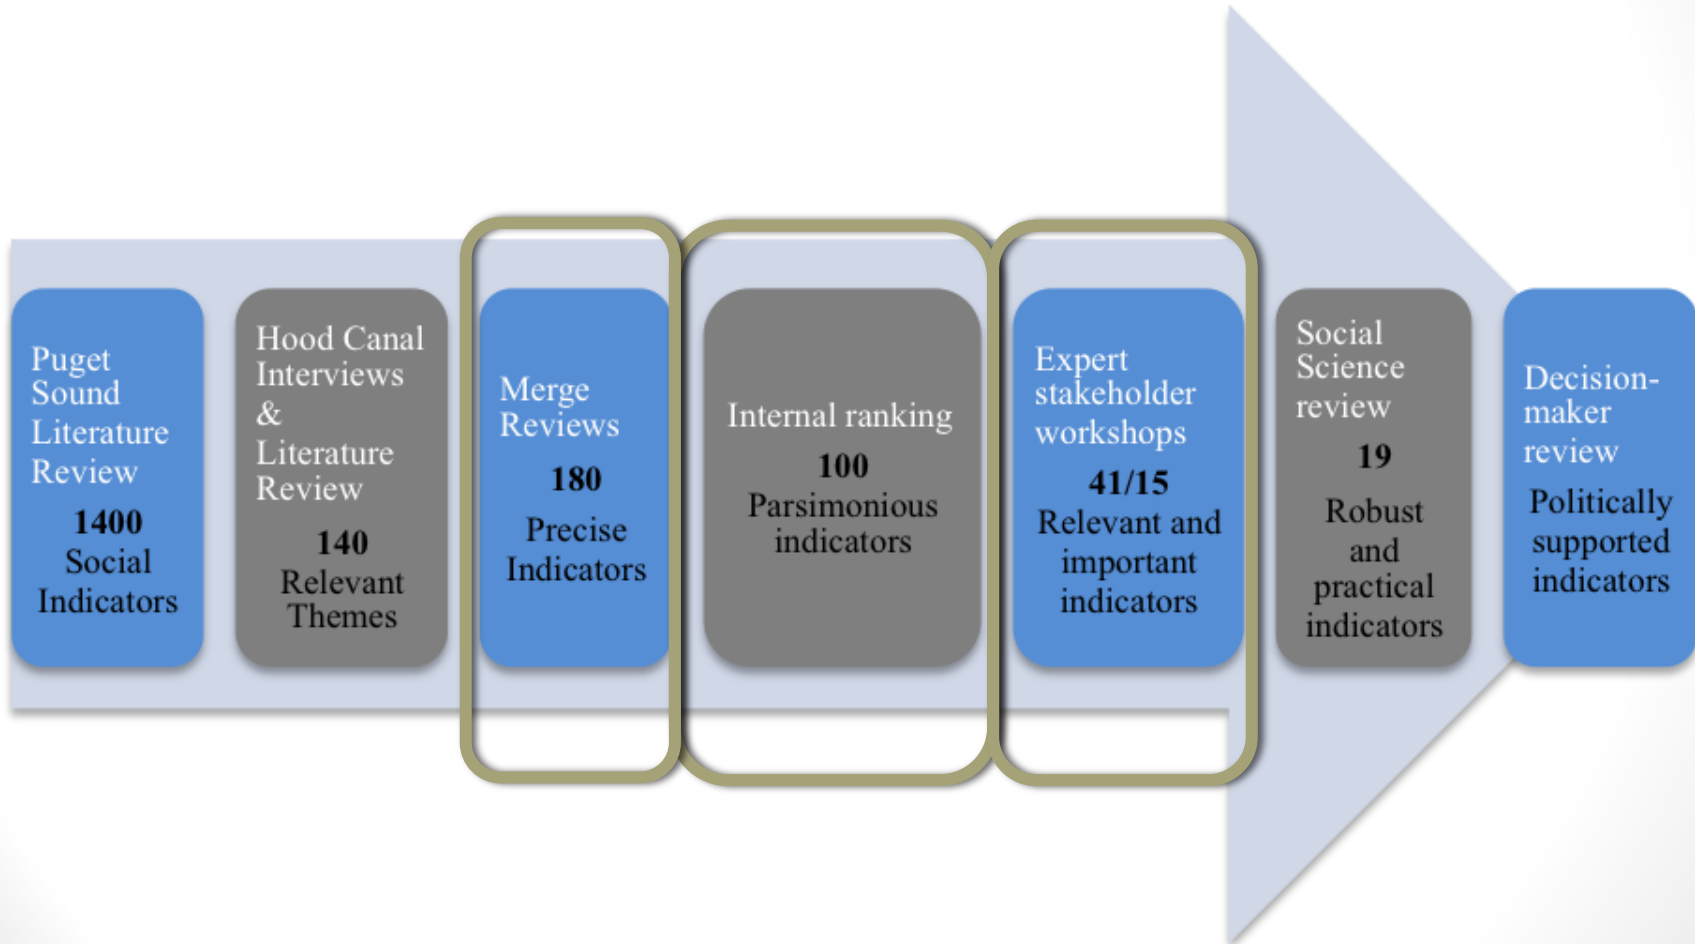 Puget
Sound
Literature
Review
1400
Social
Indicators
Hood Canal
Interviews
&
Literature
Review
140
Relevant
Themes
Merge
Reviews
180
Precise
Indicators
Internal ranking
100
Parsimonious
indicators
Expert
stakeholder
workshops
41/15
Relevant and
important
indicators
Social
Science
review
19
Robust
and
practical
indicators
Decision-
maker
review
Politically
supported
indicators